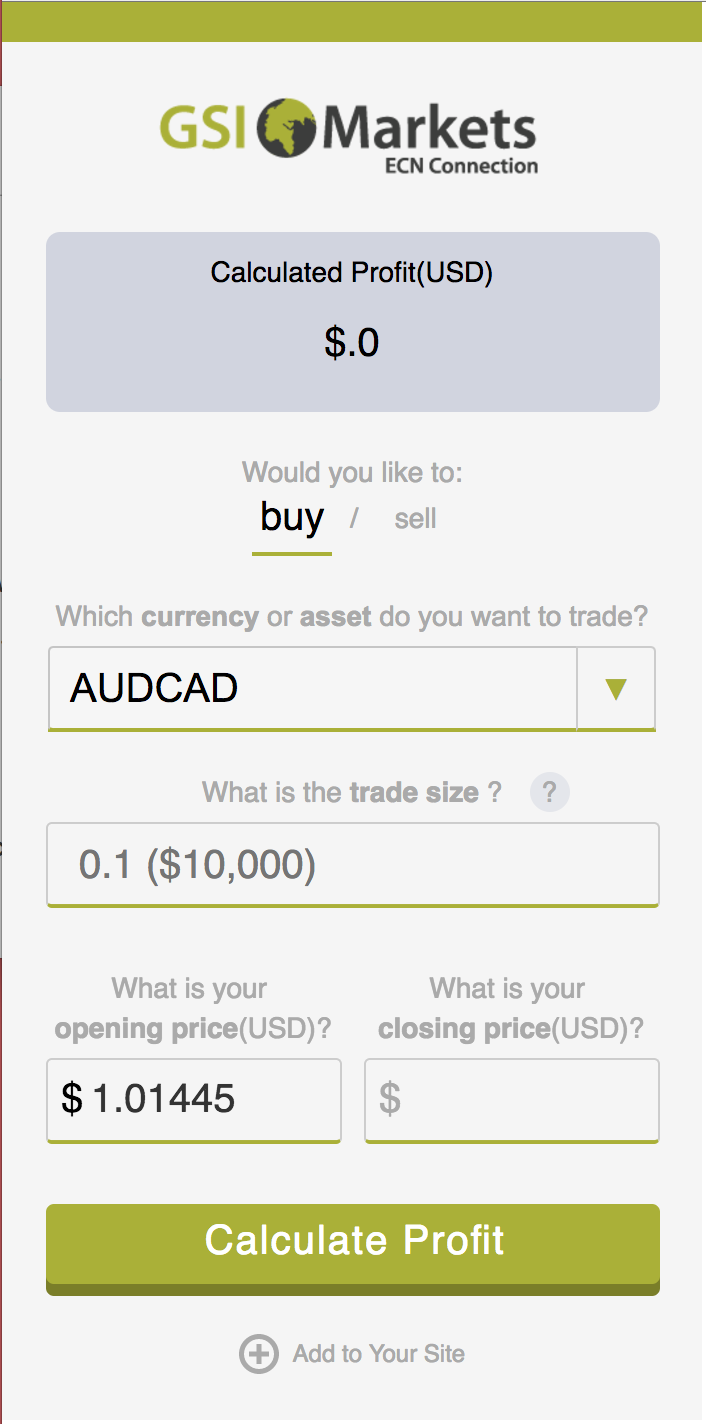 GSI Markets
ECN Connection
Calculated Profit(USD)
$.0
Would you like to:
buy / sell
Which currency or asset do you want to trade?
AUDCAD
What is the trade size ? ?
0.1 ($10,000)
What is your
opening price(USD)?
What is your
closing price(USD)?
$ 1.01445
$
Calculate Profit
Add to Your Site